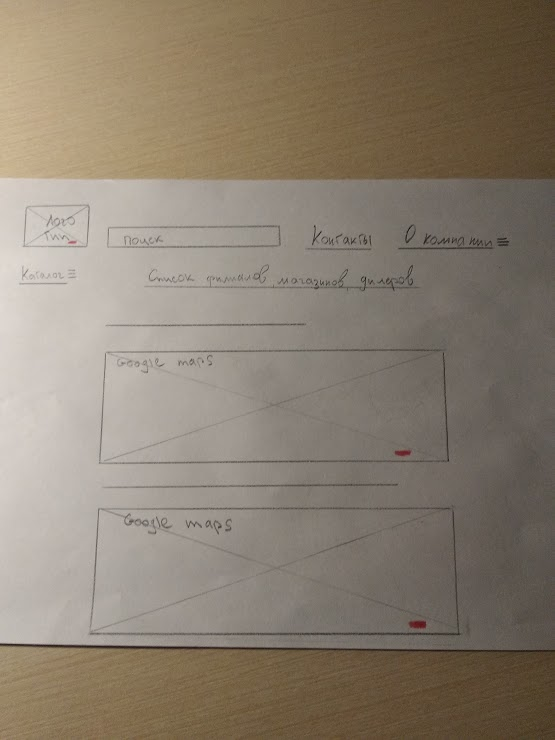 Лого
тип
поиск
Контакты
О компании
Каталог
Список филиалов, магазинов, дилеров
Google maps
Google maps